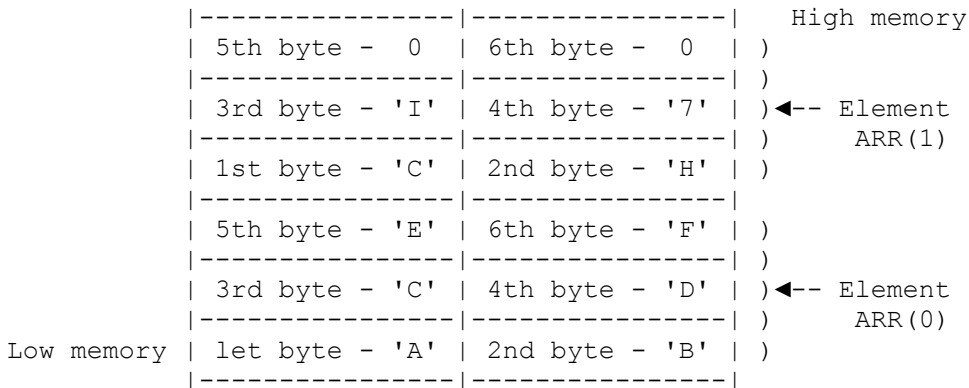 |----------------|----------------| High memory
| 5th byte - 0 | 6th byte - 0 | )
|----------------|----------------| )
| 3rd byte - 'I' | 4th byte - '7' | )◄-- Element
|----------------|----------------| ) ARR(1)
| 1st byte - 'C' | 2nd byte - 'H' | )
|----------------|----------------|
| 5th byte - 'E' | 6th byte - 'F' | )
|----------------|----------------| )
| 3rd byte - 'C' | 4th byte - 'D' | )◄-- Element
|----------------|----------------| ) ARR(0)
Low memory | let byte - 'A' | 2nd byte - 'B' | )
|----------------|----------------|